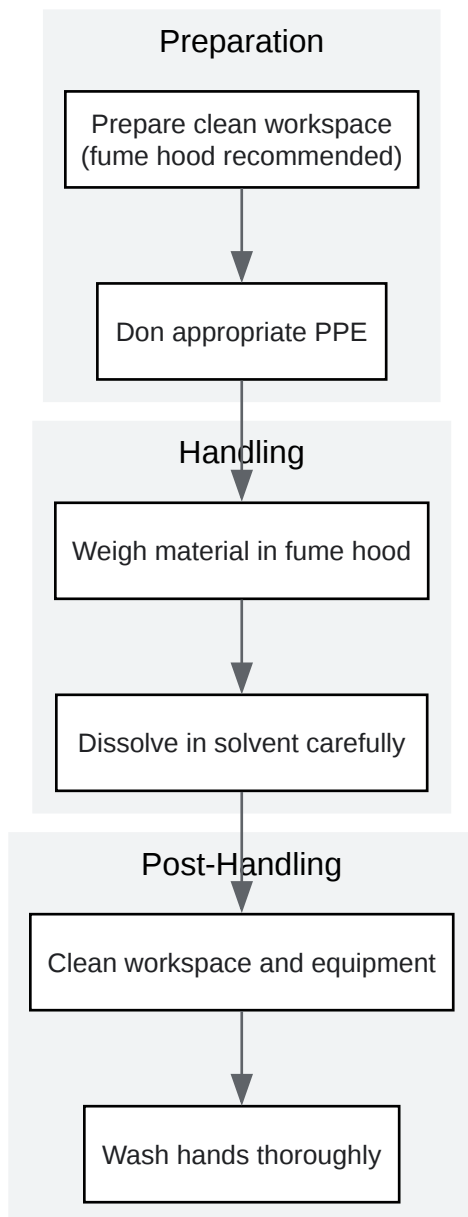 Preparation
Prepare clean workspace
(fume hood recommended)
Don appropriate PPE
Handling
Weigh material in fume hood
Dissolve in solvent carefully
Post-Handling
Clean workspace and equipment
Wash hands thoroughly